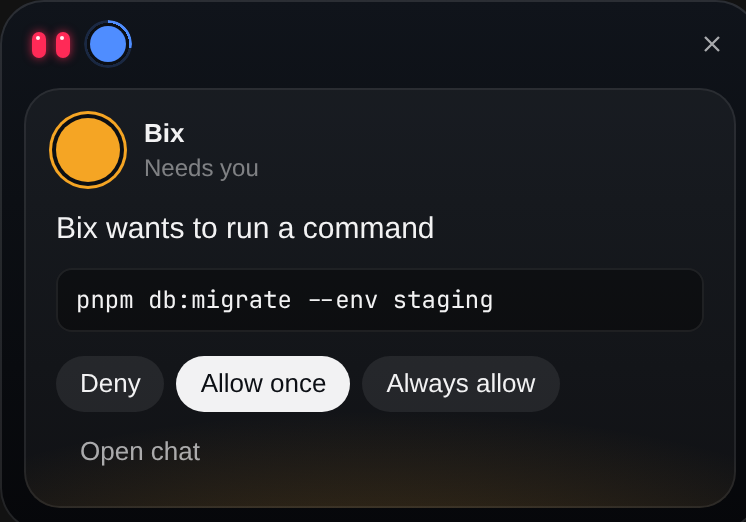 Bix
Needs you
Bix wants to run a command
pnpm db:migrate --env staging
Deny
Allow once
Always allow
Open chat